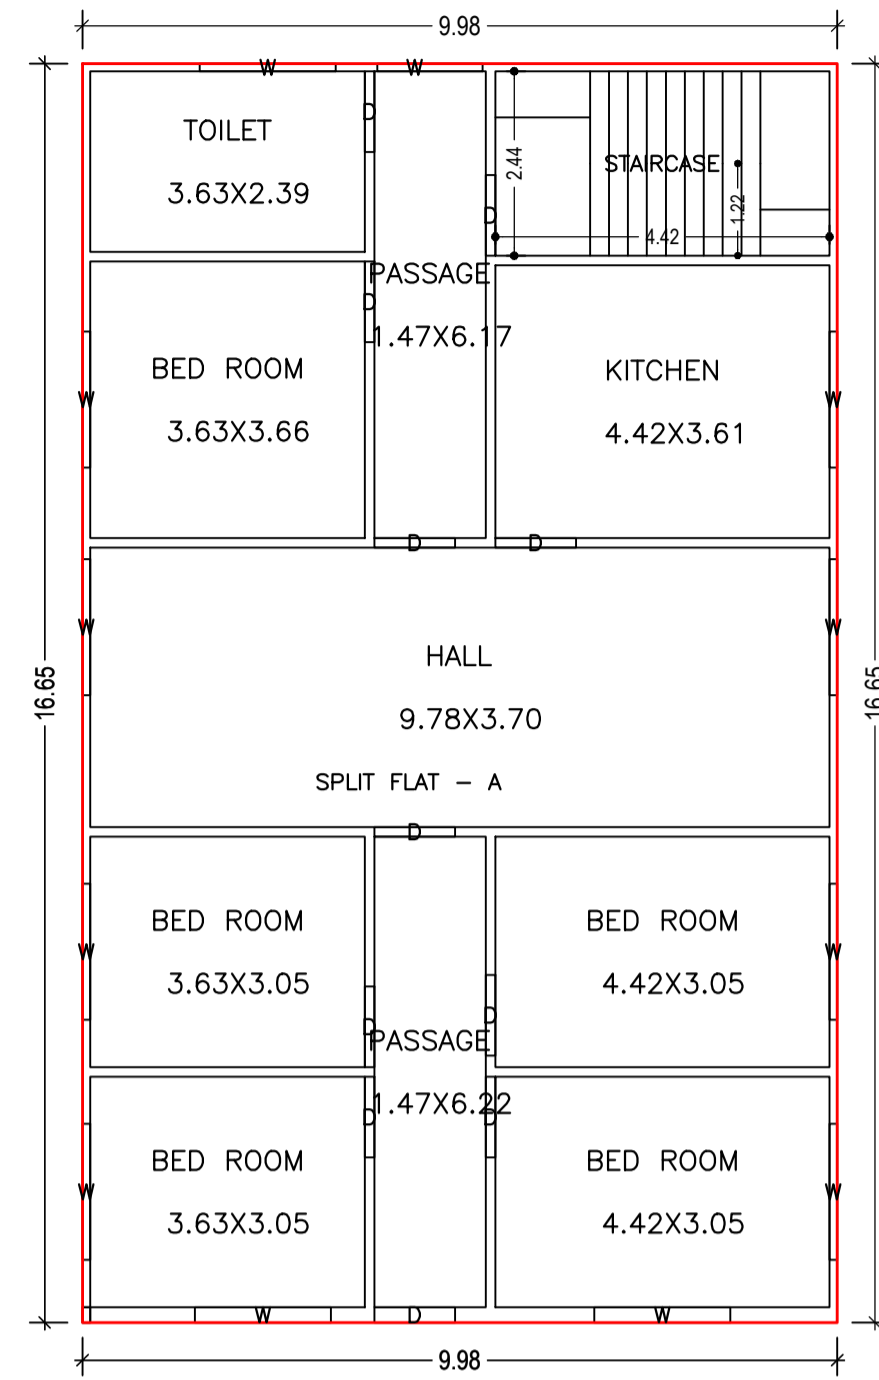 9.98
W W
D
TOILET
3.63X2.39
2.44
STAIRCASE
1.22
D
4.42
PASSAGE
1.47X6.17
D
BED ROOM
3.63X3.66
KITCHEN
4.42X3.61
W W
D D
W W
HALL
9.78X3.70
16.65 16.65
SPLIT FLAT - A
D
BED ROOM
3.63X3.05
BED ROOM
4.42X3.05
W W
D D
PASSAGE
1.47X6.22
D D
BED ROOM
3.63X3.05
BED ROOM
4.42X3.05
W W
W D W
9.98